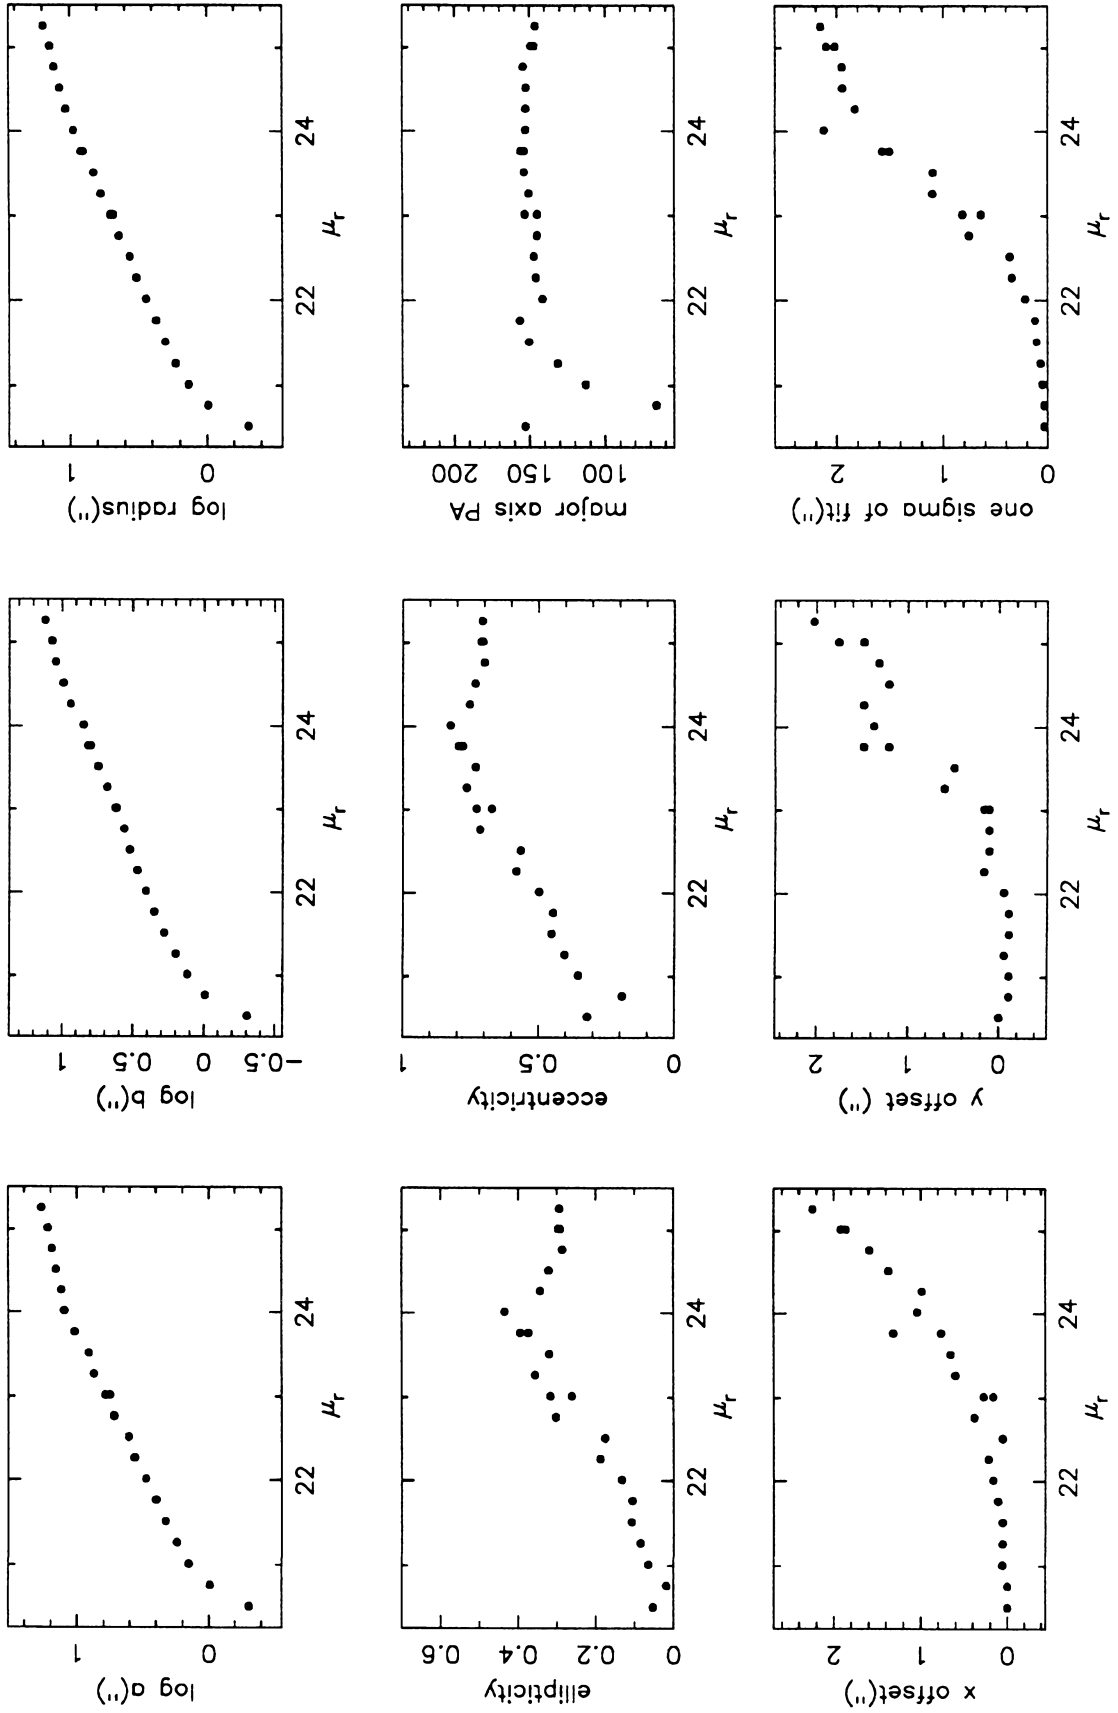 log a(")
1
0
22
24
μr
log b(")
1
0.5
0
−0.5
22
24
μr
log radius(")
1
0
22
24
μr
ellipticity
0.6
0.4
0.2
0
22
24
μr
eccentricity
1
0.5
0
22
24
μr
major axis PA
200
150
100
22
24
μr
x offset(")
2
1
0
22
24
μr
y offset (")
2
1
0
22
24
μr
one sigma of fit(")
2
1
0
22
24
μr